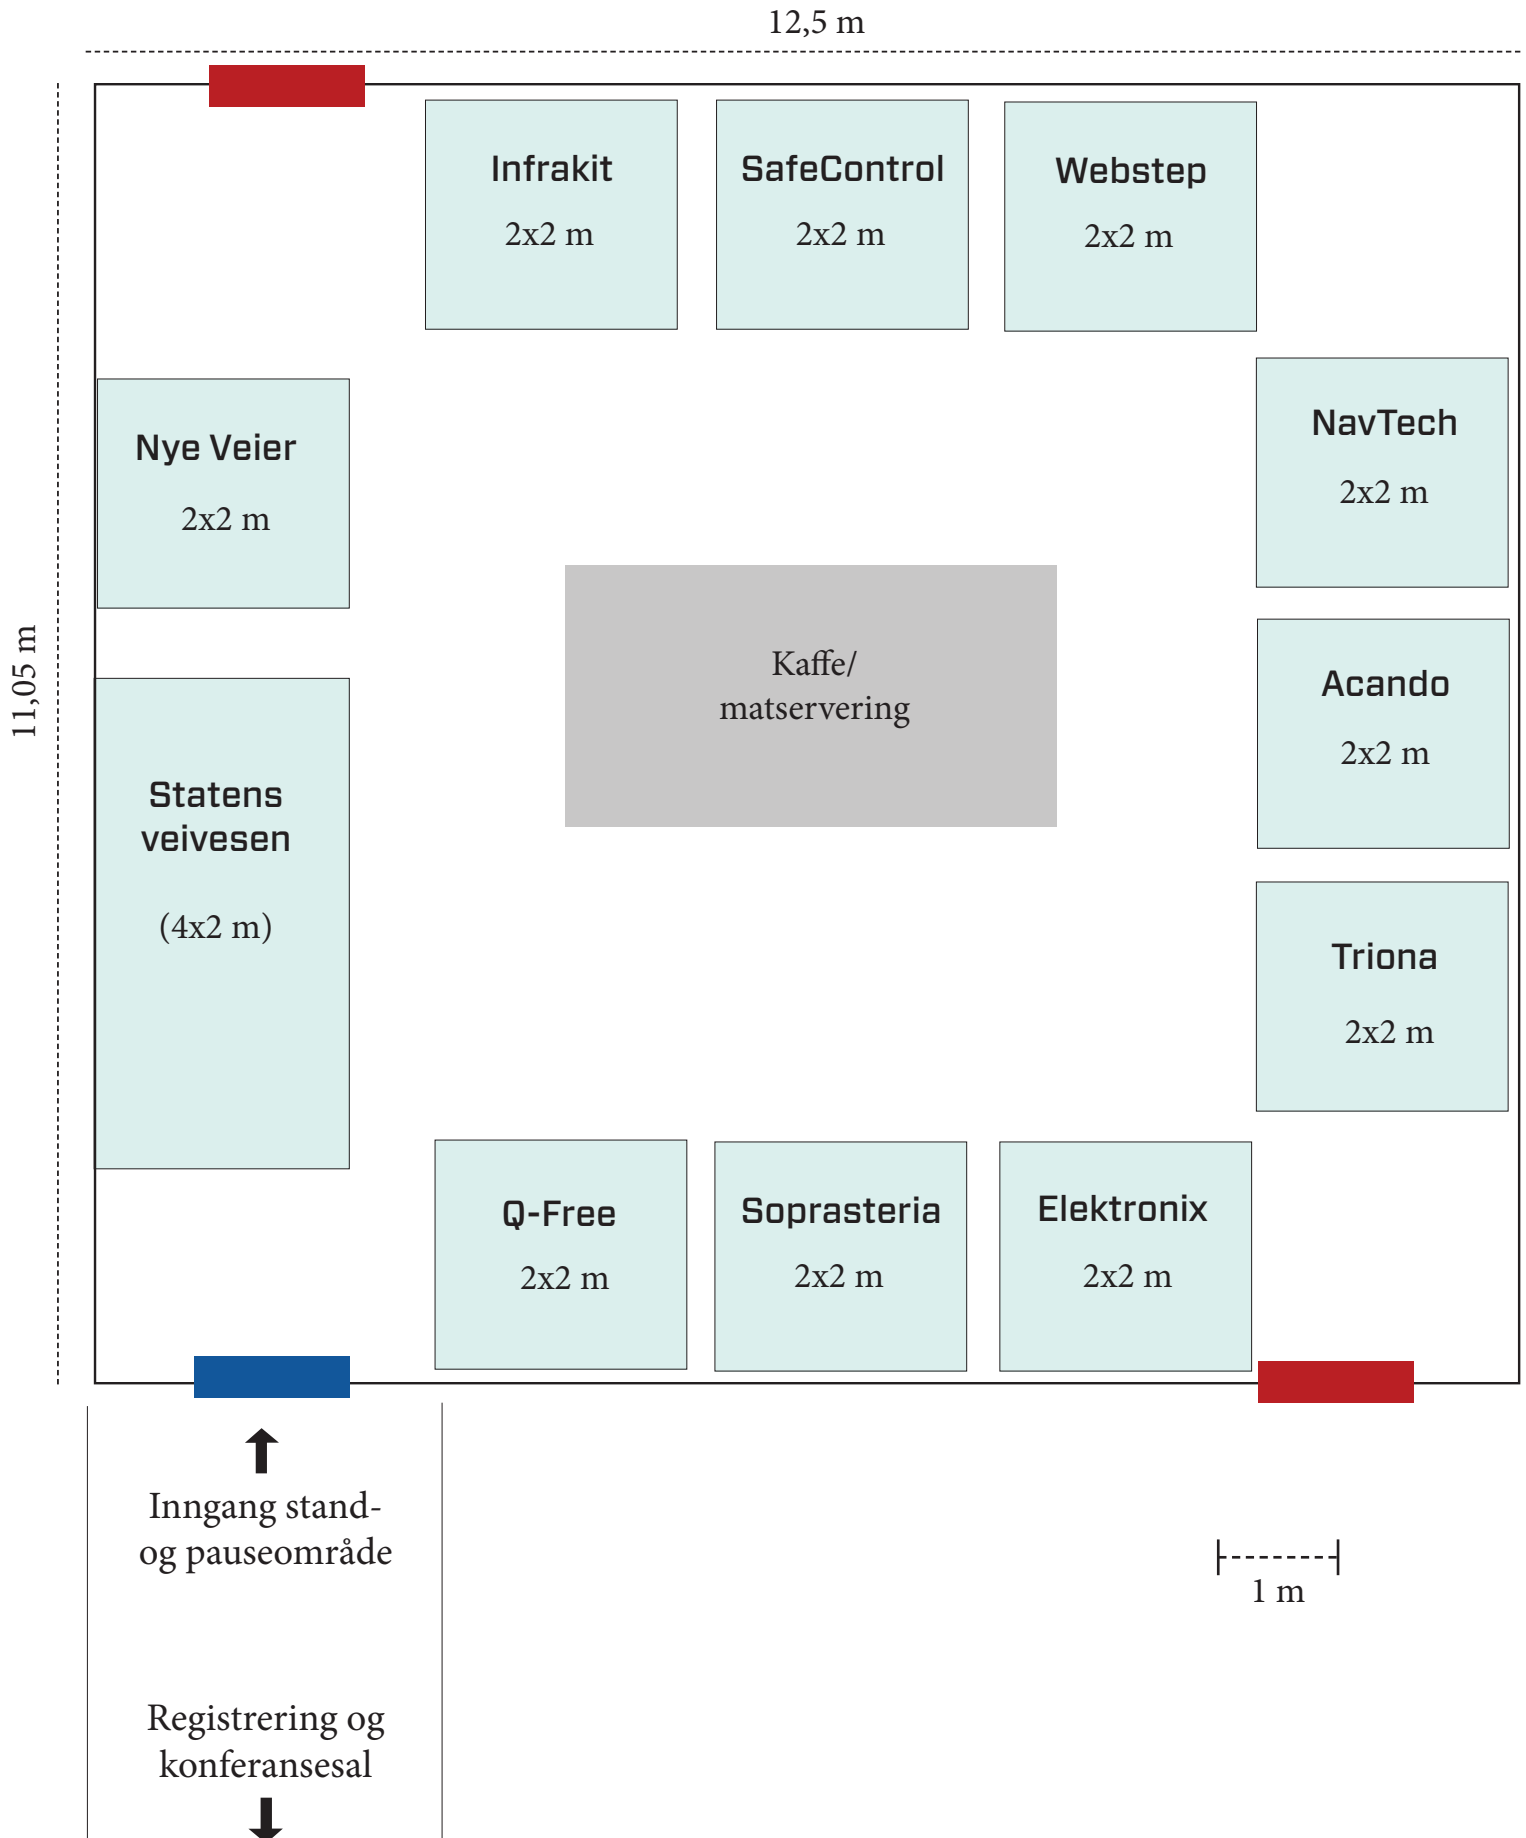 12,5 m
11,05 m
Infrakit
2x2 m
SafeControl
2x2 m
Webstep
2x2 m
Nye Veier
2x2 m
NavTech
2x2 m
Kaffe/
matservering
Acando
2x2 m
Statens
veivesen
(4x2 m)
Triona
2x2 m
Q-Free
2x2 m
Soprasteria
2x2 m
Elektronix
2x2 m
Inngang stand-
og pauseområde
1 m
Registrering og
konferansesal